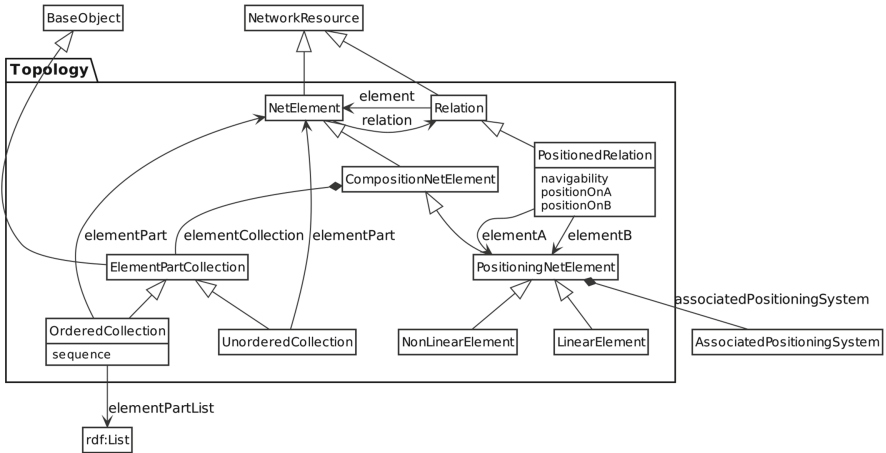 BaseObject
NetworkResource
Topology
NetElement
element
Relation
relation
PositionedRelation
navigability
positionOnA
positionOnB
CompositionNetElement
elementPart
elementCollection
elementPart
elementA
elementB
ElementPartCollection
PositioningNetElement
associatedPositioningSystem
OrderedCollection
sequence
UnorderedCollection
NonLinearElement
LinearElement
AssociatedPositioningSystem
elementPartList
rdf:List